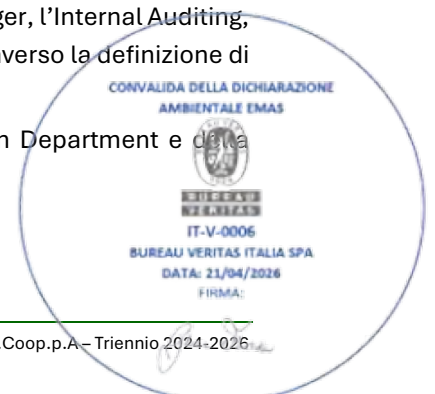 ger, l'Internal Auditing,
verso la definizione di
CONVALIDA DELLA DICHIARAZIONE
AMBIENTALE EMAS
n Department e della
BUREAU
VERITAS
IT-V-0006
BUREAU VERITAS ITALIA SPA
DATA: 21/04/2026
FIRMA:
.Coop.p.A – Triennio 2024-2026